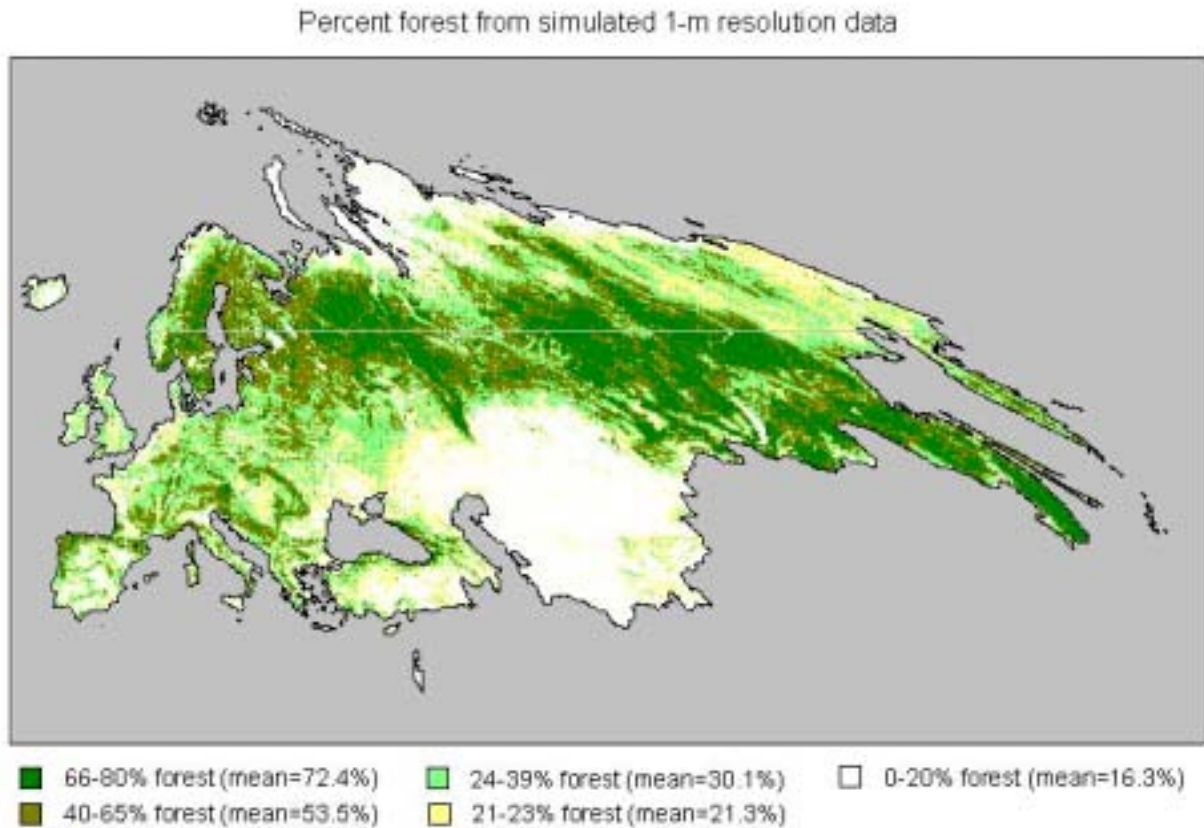 Percent forest from simulated 1-m resolution data
66-80% forest (mean=72.4%)
24-39% forest (mean=30.1%)
0-20% forest (mean=16.3%)
40-65% forest (mean=53.5%)
21-23% forest (mean=21.3%)